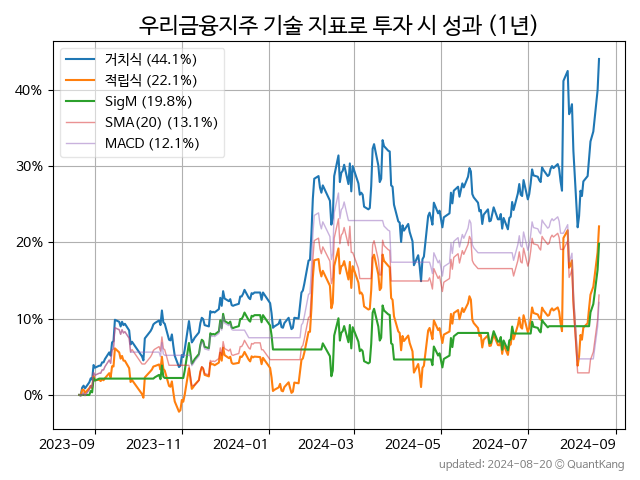 우리금융지주 기술 지표로 투자 시 성과 (1년)
거치식 (44.1%)
적립식 (22.1%)
SigM (19.8%)
SMA(20) (13.1%)
MACD (12.1%)
40%
30%
20%
10%
0%
2023-09 2023-11 2024-01 2024-03 2024-05 2024-07 2024-09
updated: 2024-08-20 © QuantKang